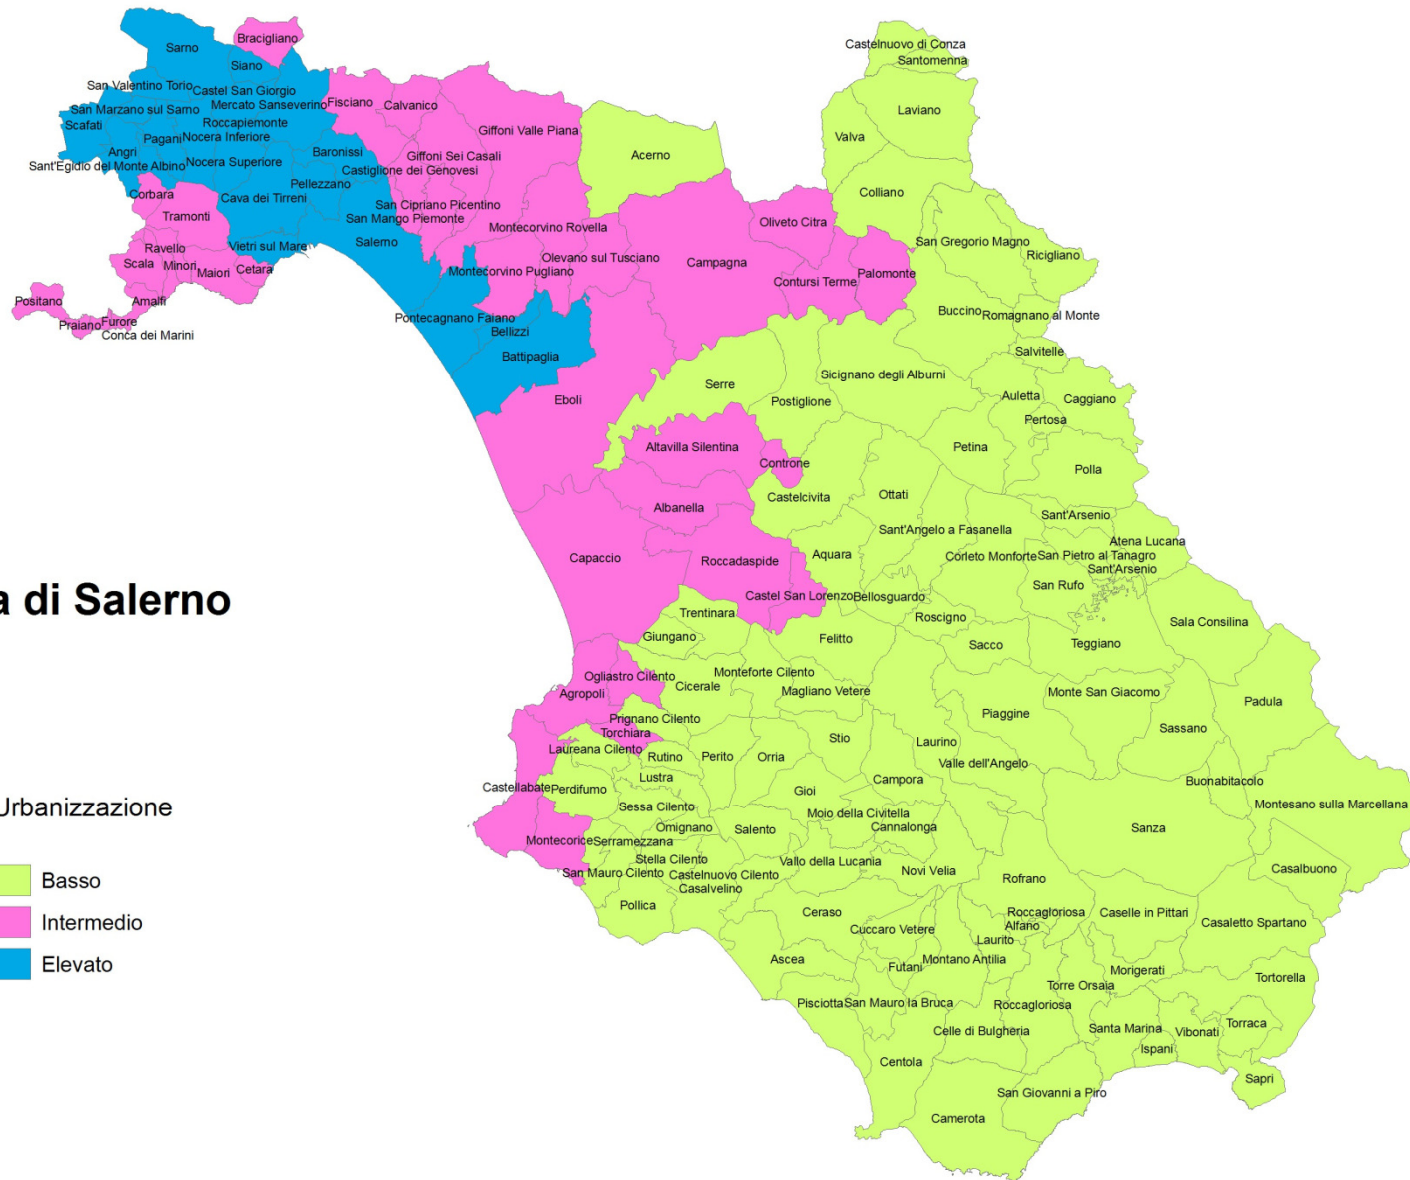 Bracigliano
Castelnuovo di Conza
Sarno
Santomenna
Siano
San Valentino Torio
Castel San Giorgio
Mercato Sanseverino
Fisciano
Calvanico
San Marzano sul Sarno
Laviano
Scafati
Roccapiemonte
Giffoni Valle Piana
Valva
Pagani
Nocera Inferiore
Angri
Baronissi
Giffoni Sei Casali
Acerno
Sant'Egidio del Monte Albino
Nocera Superiore
Castiglione dei Genovesi
Pellezzano
Colliano
Corbara
Cava dei Tirreni
San Cipriano Picentino
Tramonti
San Mango Piemonte
Oliveto Citra
Montecorvino Rovella
Salerno
San Gregorio Magno
Ravello
Vietri sul Mare
Ricigliano
Scala
Minori
Maiori
Cetara
Montecorvino Pugliano
Olevano sul Tusciano
Campagna
Contursi Terme
Palomonte
Positano
Amalfi
Buccino
Romagnano al Monte
Praiano
Furore
Conca dei Marini
Pontecagnano Faiano
Bellizzi
Battipaglia
Salvitelle
Sicignano degli Alburni
Serre
Eboli
Postiglione
Auletta
Caggiano
Pertosa
Altavilla Silentina
Petina
Controne
Polla
Castelcivita
Ottati
Albanella
Sant'Arsenio
Sant'Angelo a Fasanella
Atena Lucana
Capaccio
Roccadaspide
Aquara
Corleto Monforte
San Pietro al Tanagro
Sant'Arsenio
San Rufo
a di Salerno
Castel San Lorenzo
Bellosguardo
Trentinara
Roscigno
Sala Consilina
Giungano
Felitto
Sacco
Teggiano
Ogliastro Cilento
Monteforte Cilento
Cicerale
Agropoli
Magliano Vetere
Monte San Giacomo
Padula
Prignano Cilento
Piaggine
Torchiara
Sassano
Laureana Cilento
Stio
Laurino
Rutino
Perito
Orria
Valle dell'Angelo
Lustra
Campora
Buonabitacolo
Castellabate
Perdifumo
Gioi
Urbanizzazione
Sessa Cilento
Moio della Civitella
Montesano sulla Marcellana
Omignano
Salento
Cannalonga
Sanza
Montecorice
Serramezzana
Stella Cilento
Vallo della Lucania
San Mauro Cilento
Castelnuovo Cilento
Novi Velia
Casalbuono
Basso
Casalvelino
Rofrano
Pollica
Ceraso
Roccagloriosa
Caselle in Pittari
Intermedio
Alfano
Casaletto Spartano
Cuccaro Vetere
Laurito
Elevato
Ascea
Futani
Montano Antilia
Morigerati
Tortorella
Torre Orsaia
Pisciotta
San Mauro la Bruca
Roccagloriosa
Celle di Bulgheria
Santa Marina
Vibonati
Torraca
Ispani
Centola
Sapri
San Giovanni a Piro
Camerota